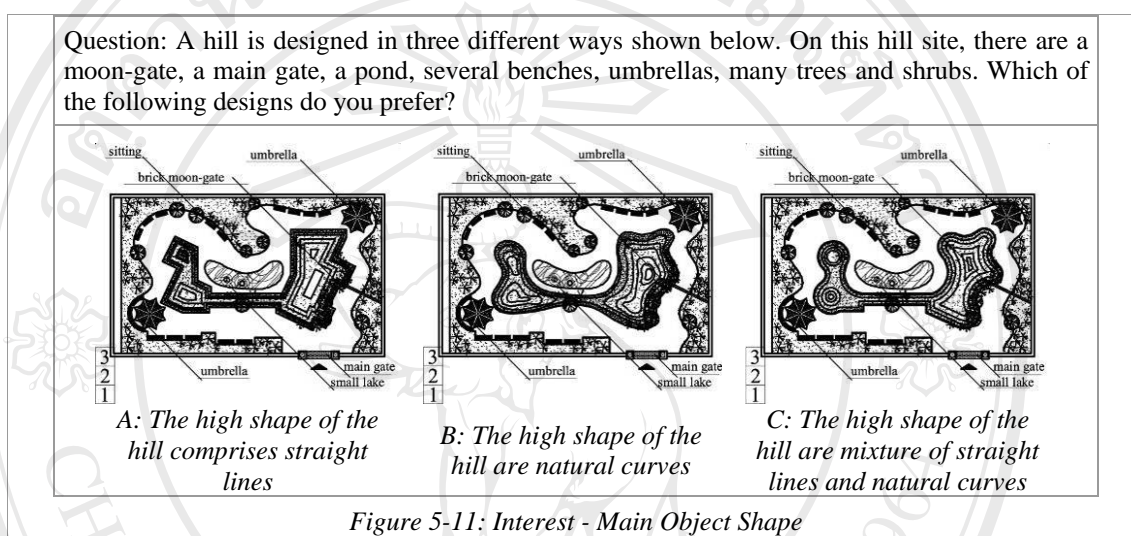 Question: A hill is designed in three different ways shown below. On this hill site, there are a
moon-gate, a main gate, a pond, several benches, umbrellas, many trees and shrubs. Which of
the following designs do you prefer?
sitting
umbrella
brick moon-gate
3
2
1
umbrella
main gate
small lake
A: The high shape of the
hill comprises straight
lines
sitting
umbrella
brick moon-gate
3
2
1
umbrella
main gate
small lake
B: The high shape of the
hill are natural curves
sitting
umbrella
brick moon-gate
3
2
1
umbrella
main gate
small lake
C: The high shape of the
hill are mixture of straight
lines and natural curves
Figure 5-11: Interest - Main Object Shape